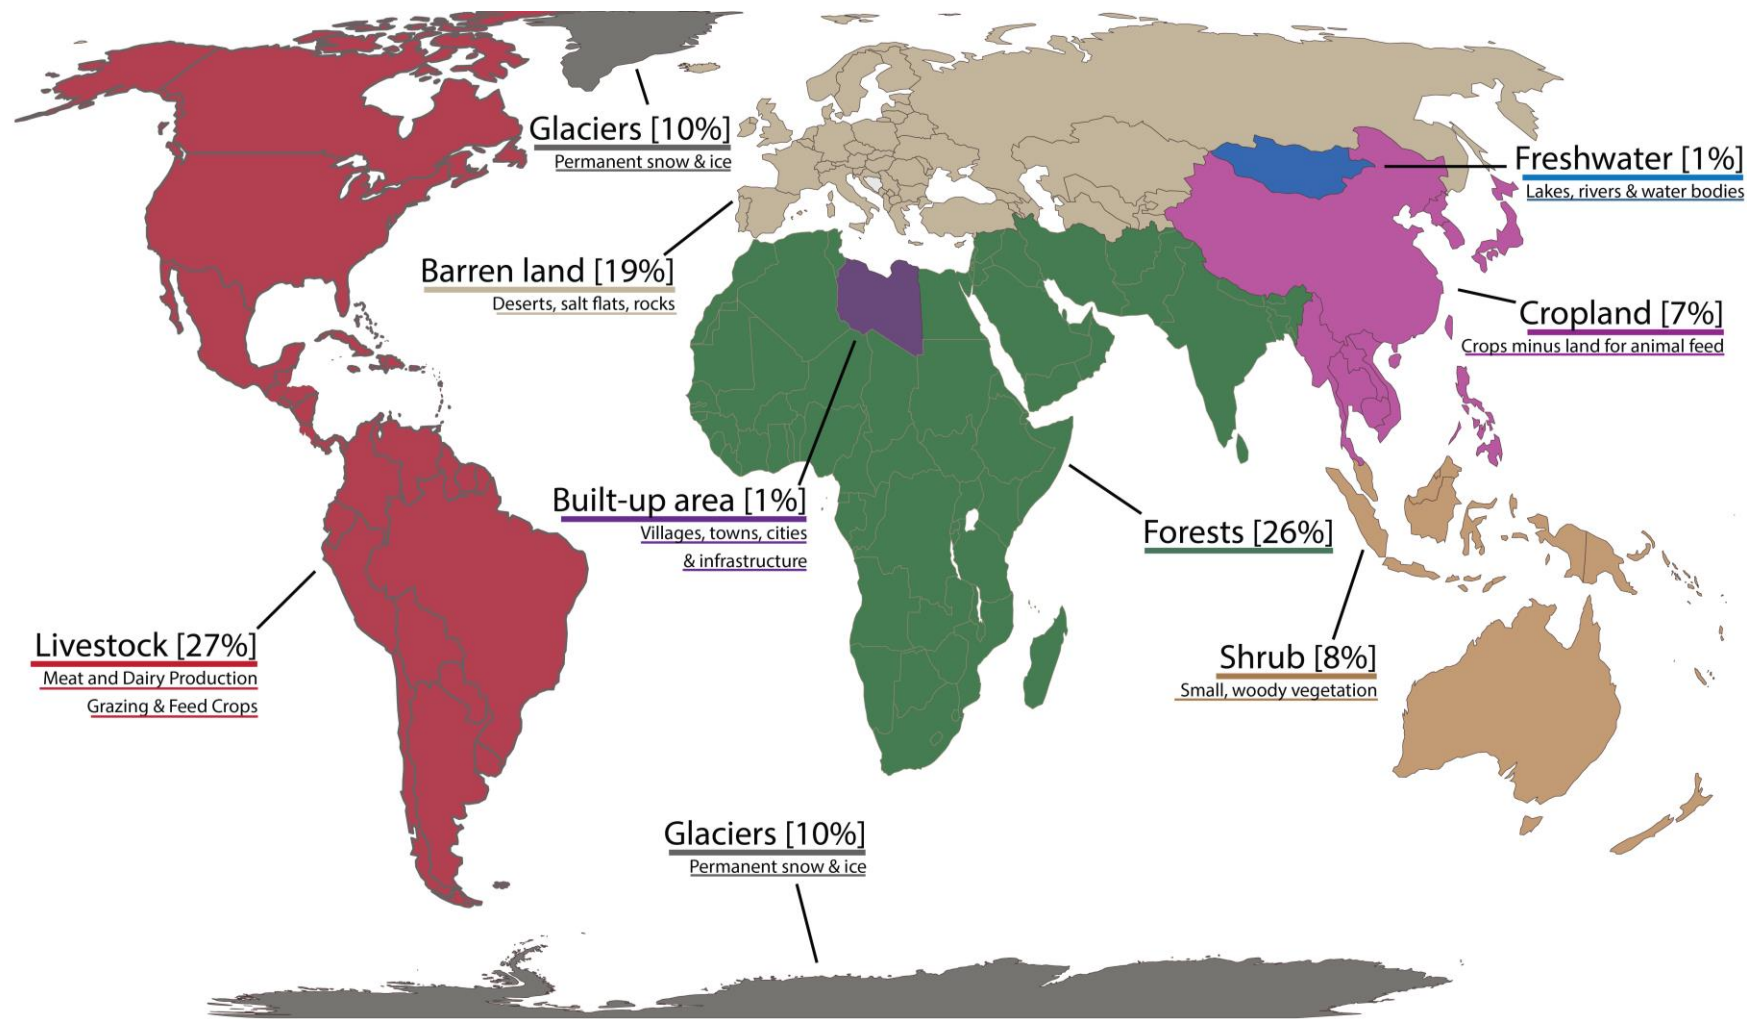 Glaciers [10%]
Permanent snow & ice
Freshwater [1%]
Lakes, rivers & water bodies
Barren land [19%]
Deserts, salt flats, rocks
Cropland [7%]
Crops minus land for animal feed
Built-up area [1%]
Villages, towns, cities
& infrastructure
Forests [26%]
Livestock [27%]
Meat and Dairy Production
Grazing & Feed Crops
Shrub [8%]
Small, woody vegetation
Glaciers [10%]
Permanent snow & ice